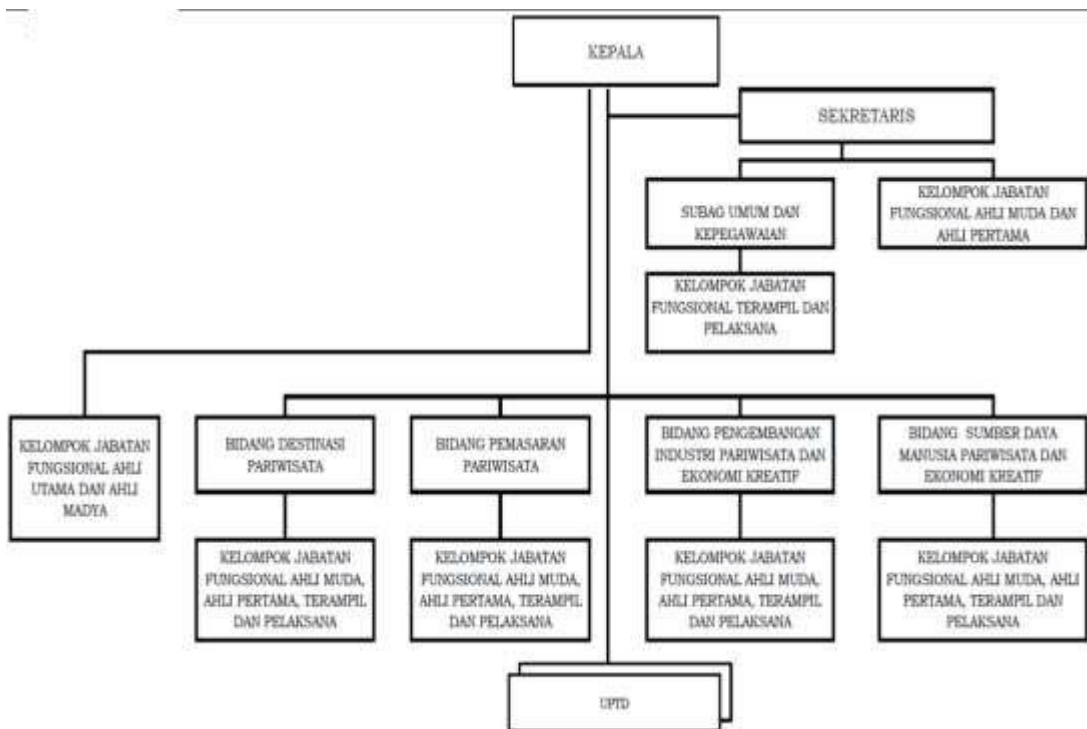 KEPALA
SEKRETARIS
SUBAG UMUM DAN
KEPEGAWAIAN
KELOMPOK JABATAN
FUNGSIONAL AHLI MUDA DAN
AHLI PERTAMA
KELOMPOK JABATAN
FUNGSIONAL TERAMPIL DAN
PELAKSANA
KELOMPOK JABATAN
FUNGSIONAL AHLI
UTAMA DAN AHLI
MADYA
BIDANG DESTINASI
PARIWISATA
BIDANG PEMASARAN
PARIWISATA
BIDANG PENGEMBANGAN
INDUSTRI PARIWISATA DAN
EKONOMI KREATIF
BIDANG SUMBER DAYA
MANUSIA PARIWISATA DAN
EKONOMI KREATIF
KELOMPOK JABATAN
FUNGSIONAL AHLI MUDA,
AHLI PERTAMA, TERAMPIL
DAN PELAKSANA
KELOMPOK JABATAN
FUNGSIONAL AHLI MUDA,
AHLI PERTAMA, TERAMPIL
DAN PELAKSANA
KELOMPOK JABATAN
FUNGSIONAL AHLI MUDA,
AHLI PERTAMA, TERAMPIL
DAN PELAKSANA
KELOMPOK JABATAN
FUNGSIONAL AHLI MUDA, AHLI
PERTAMA, TERAMPIL DAN
PELAKSANA
UPTD